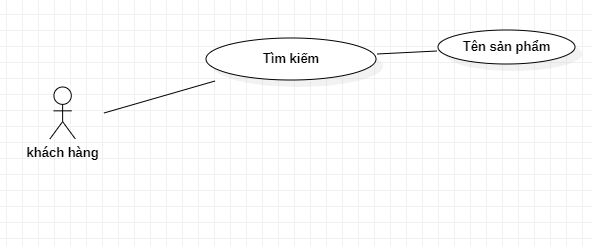 Tìm kiếm
Tên sản phẩm
khách hàng